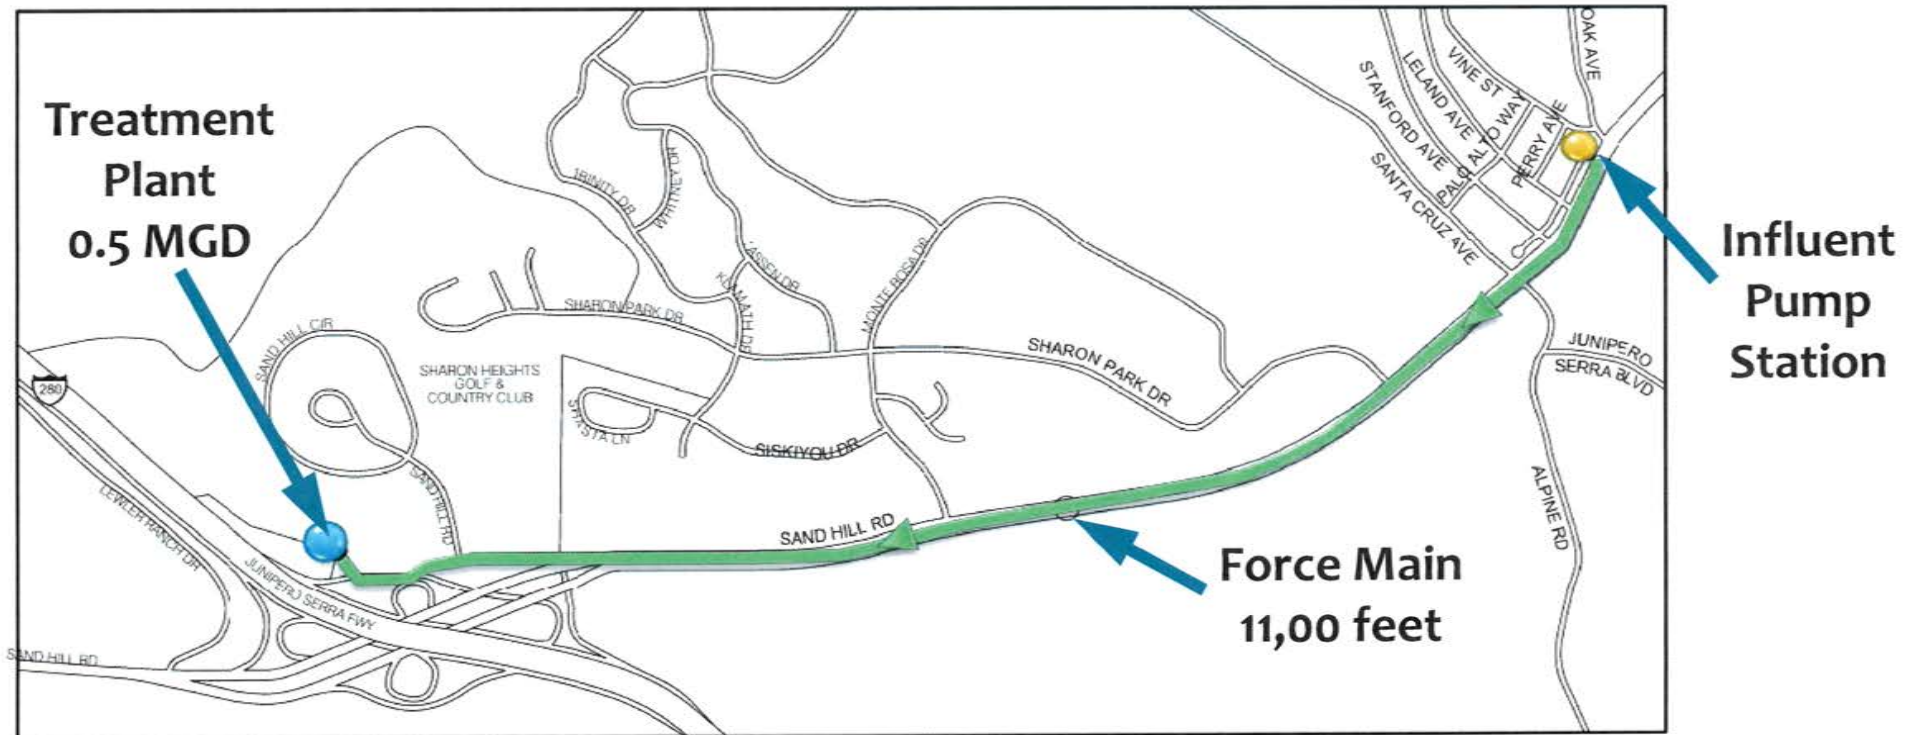 Treatment
Plant
0.5 MGD
Influent
Pump
Station
Force Main
11,00 feet
OAK AVE
VINE ST
LELAND AVE
STANFORD AVE
PALO ALTO WAY
PERRY AVE
SANTA CRUZ AVE
JUNIPERO
SERRA BLVD
ALPINE RD
TRINITY DR
WHITNEY DR
LASSEN DR
KLAMATH DR
MONTE ROSA DR
SHARON PARK DR
SHARON PARK DR
SAND HILL CIR
SHARON HEIGHTS
GOLF &
COUNTRY CLUB
SHASTA LN
SISKIYOU DR
SAND HILL RD
SAND HILL RD
280
LEWLER RANCH DR
JUNIPERO SERRA FWY
SAND HILL RD